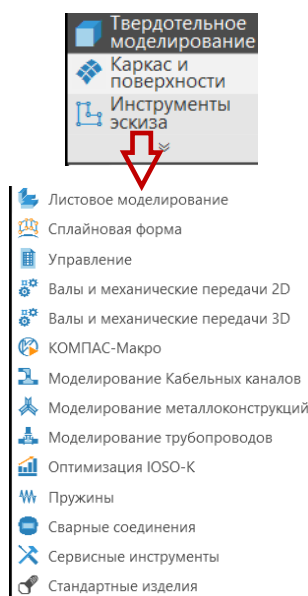 Твердотельное
моделирование
Каркас и
поверхности
Инструменты
эскиза
Листовое моделирование
Сплайновая форма
Управление
Валы и механические передачи 2D
Валы и механические передачи 3D
КОМПАС-Макро
Моделирование Кабельных каналов
Моделирование металлоконструкций
Моделирование трубопроводов
Оптимизация IOSO-K
Пружины
Сварные соединения
Сервисные инструменты
Стандартные изделия